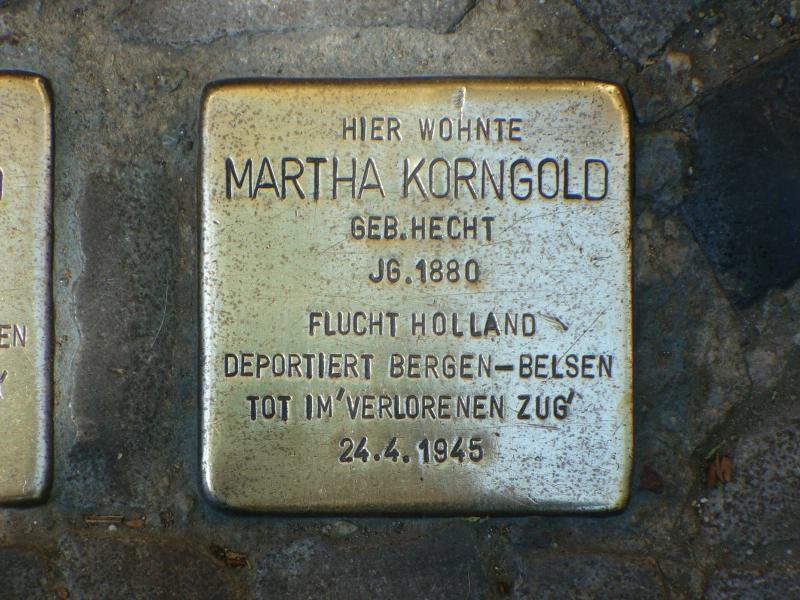 HIER WOHNTE
MARTHA KORNGOLD
GEB.HECHT
JG.1880
FLUCHT HOLLAND
DEPORTIERT BERGEN-BELSEN
TOT IM 'VERLORENEN ZUG'
24.4.1945